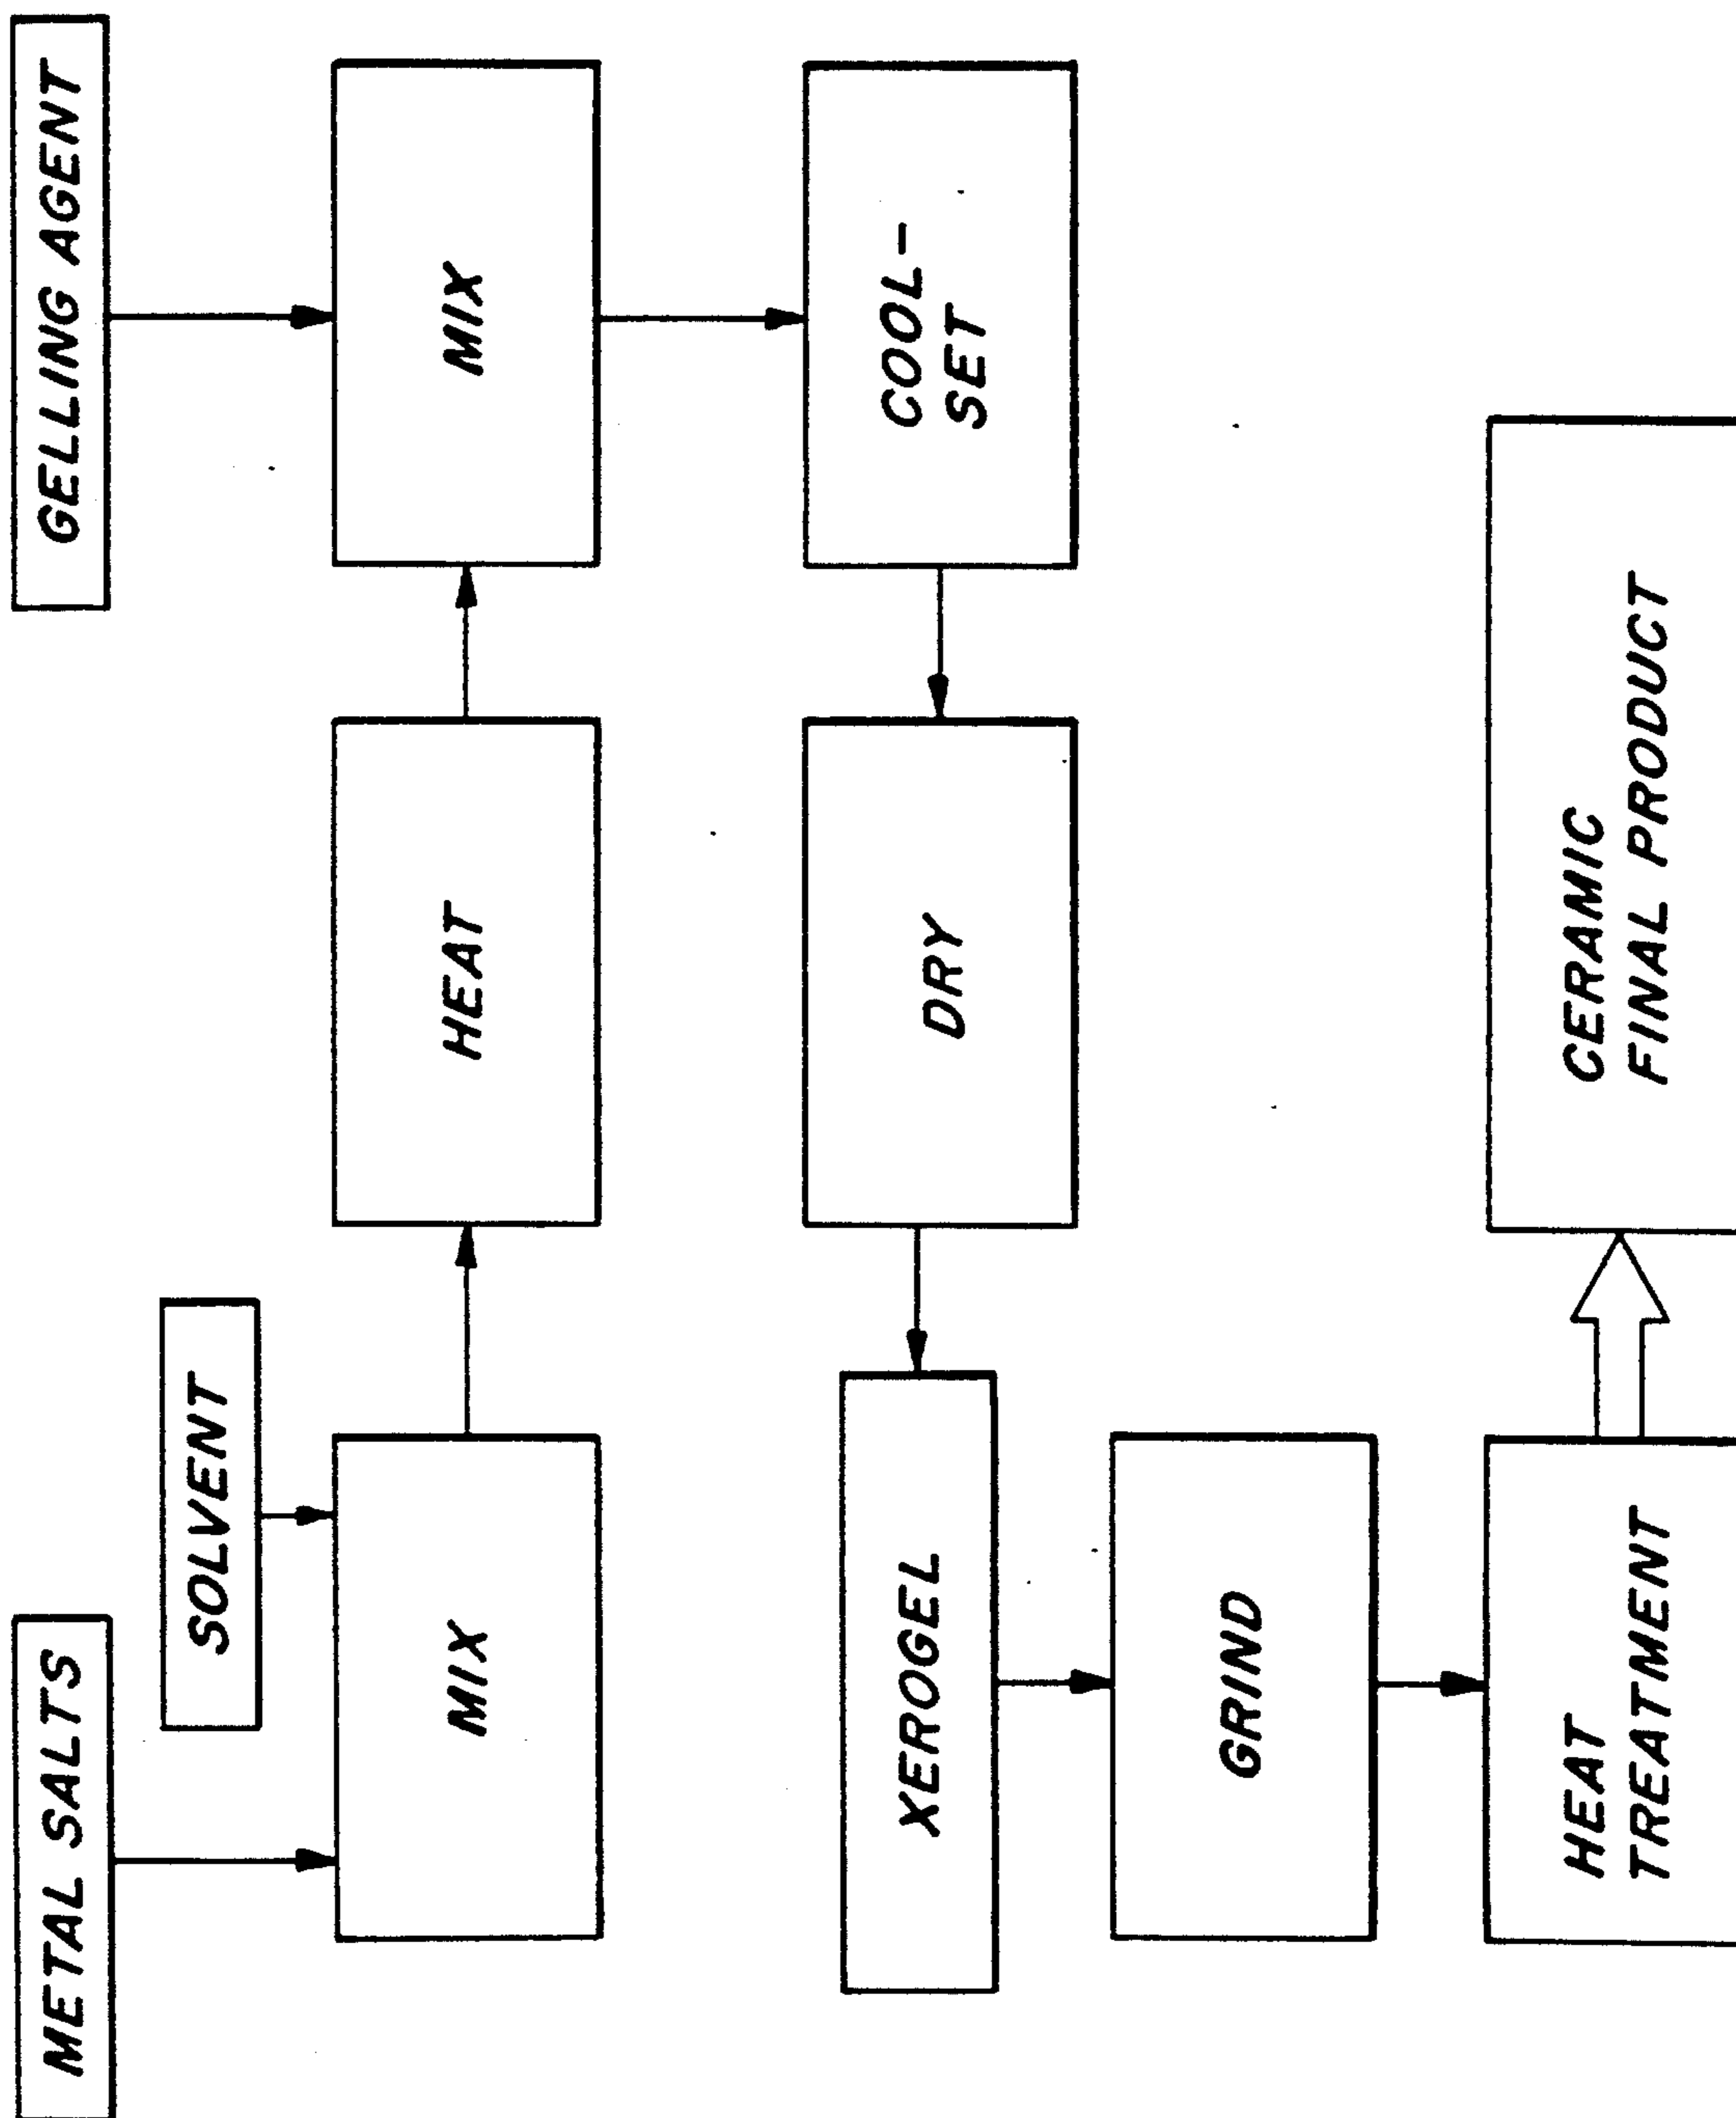 METAL SALTS
GELLING AGENT
SOLVENT
MIX
HEAT
MIX
COOL-
SET
DRY
XEROGEL
GRIND
HEAT
TREATMENT
CERAMIC
FINAL PRODUCT